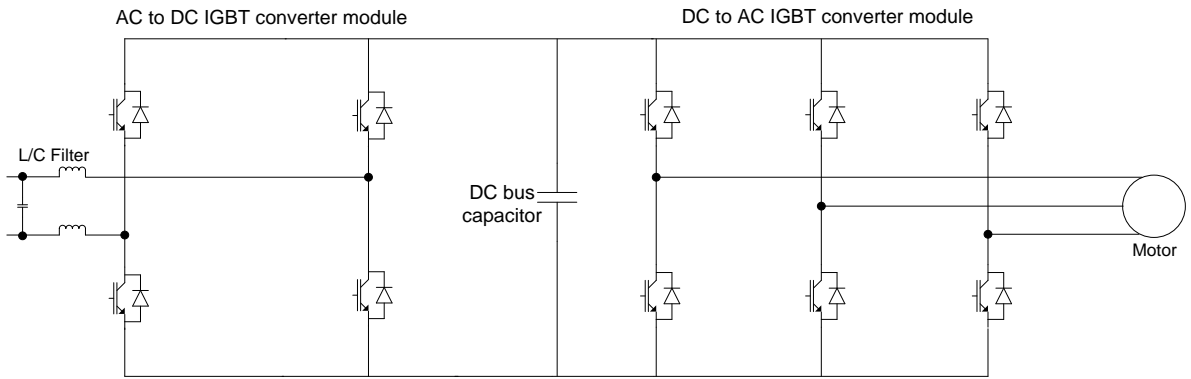 AC to DC IGBT converter module
DC to AC IGBT converter module
L/C Filter
DC bus
capacitor
Motor